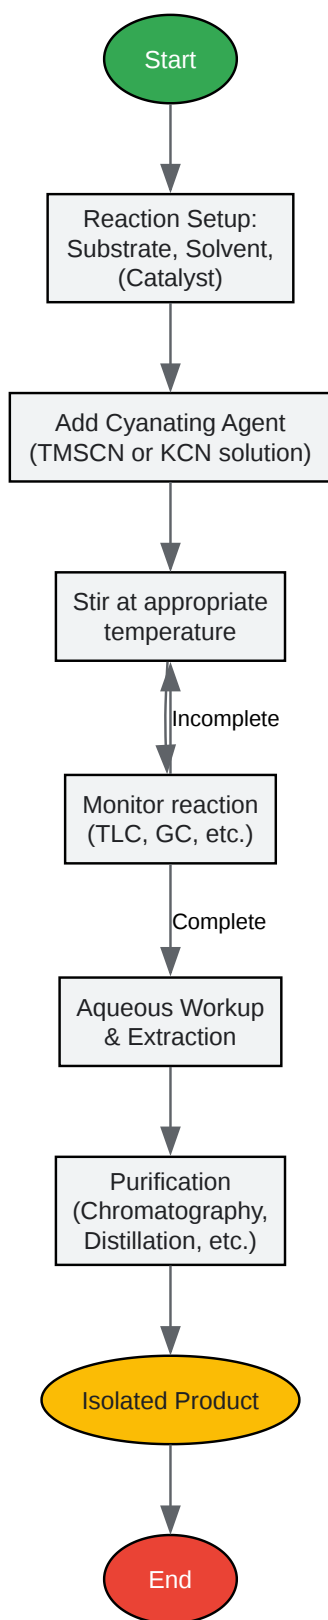 Start
Reaction Setup:
Substrate, Solvent,
(Catalyst)
Add Cyanating Agent
(TMSCN or KCN solution)
Stir at appropriate
temperature
Incomplete
Monitor reaction
(TLC, GC, etc.)
Complete
Aqueous Workup
& Extraction
Purification
(Chromatography,
Distillation, etc.)
Isolated Product
End